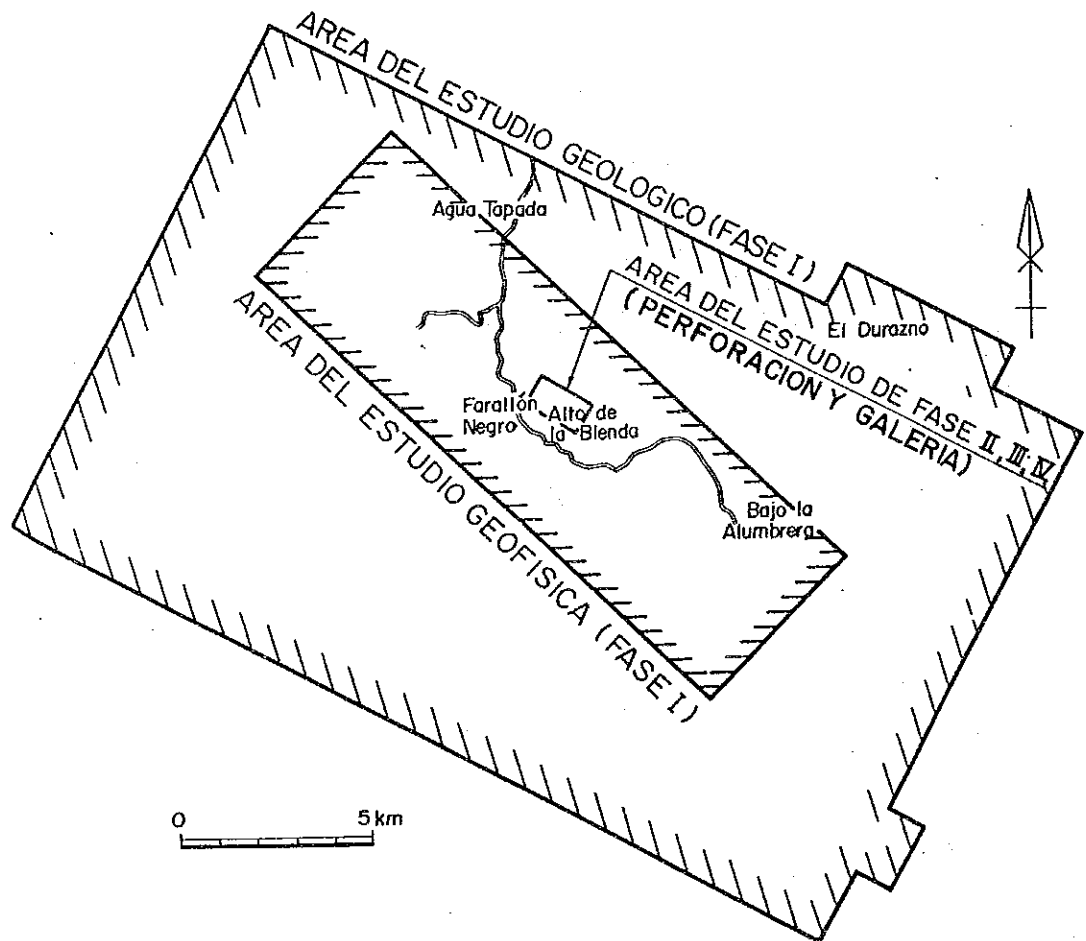 AREA DEL ESTUDIO GEOLOGICO (FASE I)
Agua Tapada
AREA DEL ESTUDIO DE FASE II, III, IV
(PERFORACION Y GALERIA)
El Durazno
AREA DEL ESTUDIO GEOFISICA (FASE I)
Farallón
Negro
Alto de
la Blenda
Bajo la
Alumbrera
0 5 km